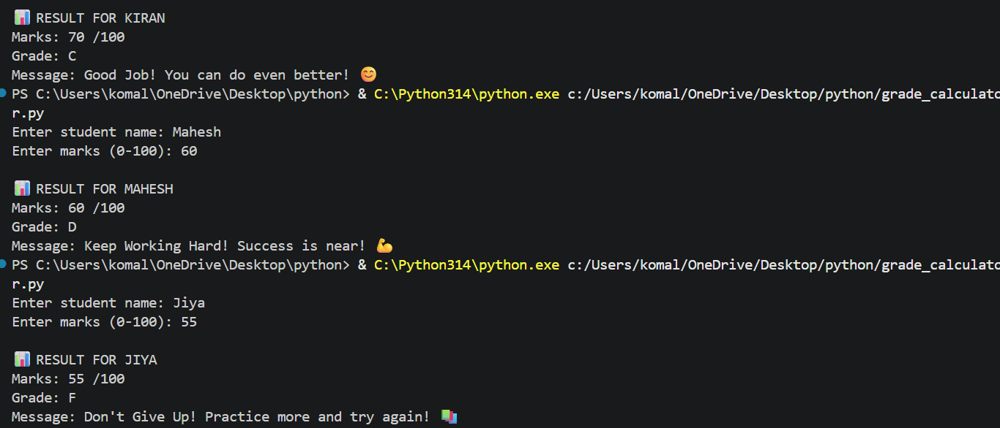 📊 RESULT FOR KIRAN
Marks: 70 /100
Grade: C
Message: Good Job! You can do even better! 😊
PS C:\Users\komal\OneDrive\Desktop\python> & C:\Python314\python.exe c:/Users/komal/OneDrive/Desktop/python/grade_calculato
r.py
Enter student name: Mahesh
Enter marks (0-100): 60
📊 RESULT FOR MAHESH
Marks: 60 /100
Grade: D
Message: Keep Working Hard! Success is near! 💪
PS C:\Users\komal\OneDrive\Desktop\python> & C:\Python314\python.exe c:/Users/komal/OneDrive/Desktop/python/grade_calculato
r.py
Enter student name: Jiya
Enter marks (0-100): 55
📊 RESULT FOR JIYA
Marks: 55 /100
Grade: F
Message: Don't Give Up! Practice more and try again! 📚